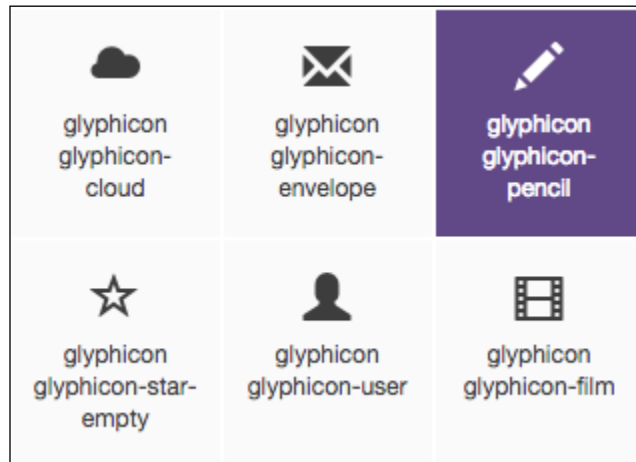 glyphicon
glyphicon-
cloud
glyphicon
glyphicon-
envelope
glyphicon
glyphicon-
pencil
glyphicon
glyphicon-star-
empty
glyphicon
glyphicon-user
glyphicon
glyphicon-film